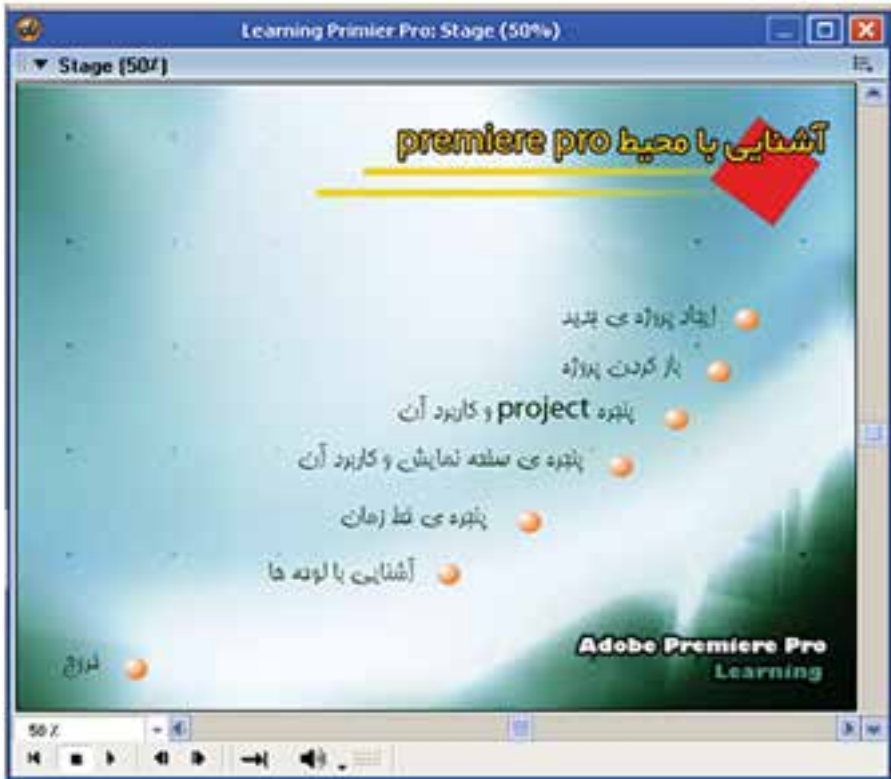 Learning Primier Pro: Stage (50%)
Stage (50%)
آشنایی با محیط premiere pro
ایجاد پروژه ی جدید
باز کردن پروژه
پنجره project و کاربرد آن
پنجره ی صفحه نمایش و کاربرد آن
پنجره ی خط زمان
آشنایی با لوحه ها
خروج
Adobe Premiere Pro
Learning
50%